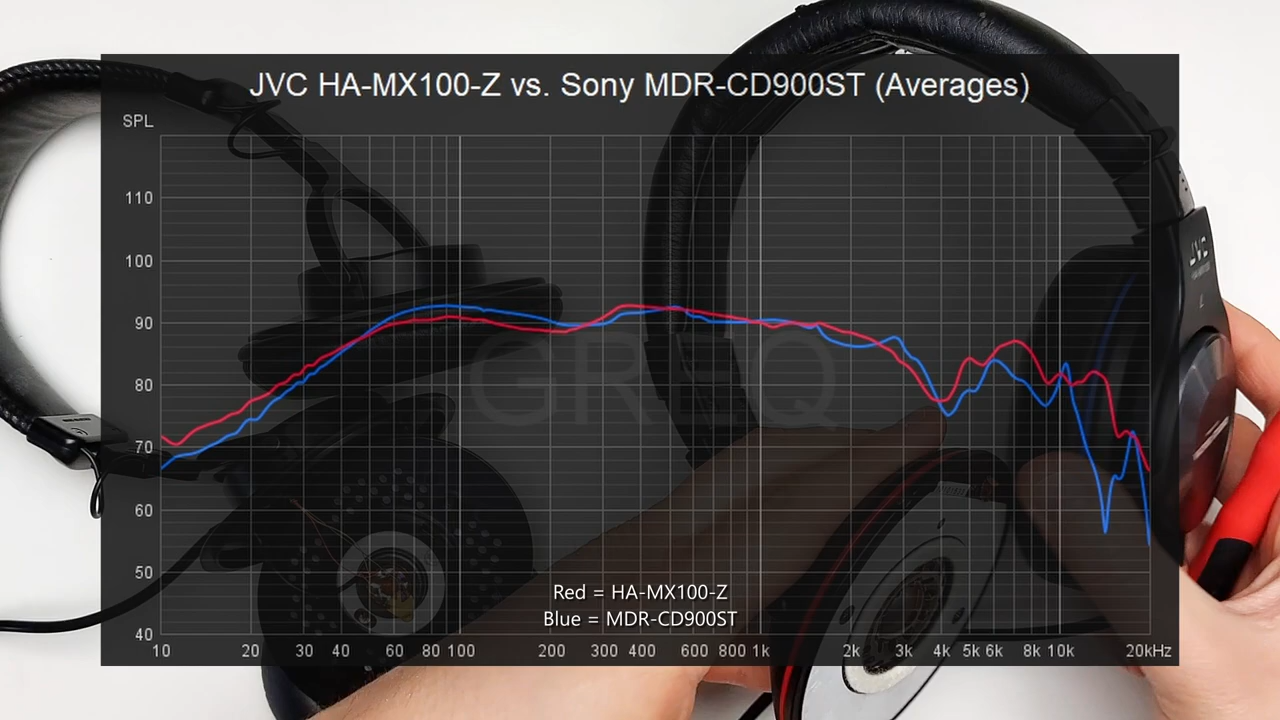 JVC HA-MX100-Z vs. Sony MDR-CD900ST (Averages)
SPL
110
100
90
80
70
60
50
40
GREQ
JVC
Red = HA-MX100-Z
Blue = MDR-CD900ST
10 20 30 40 60 80 100 200 300 400 600 800 1k 2k 3k 4k 5k 6k 8k 10k 20kHz